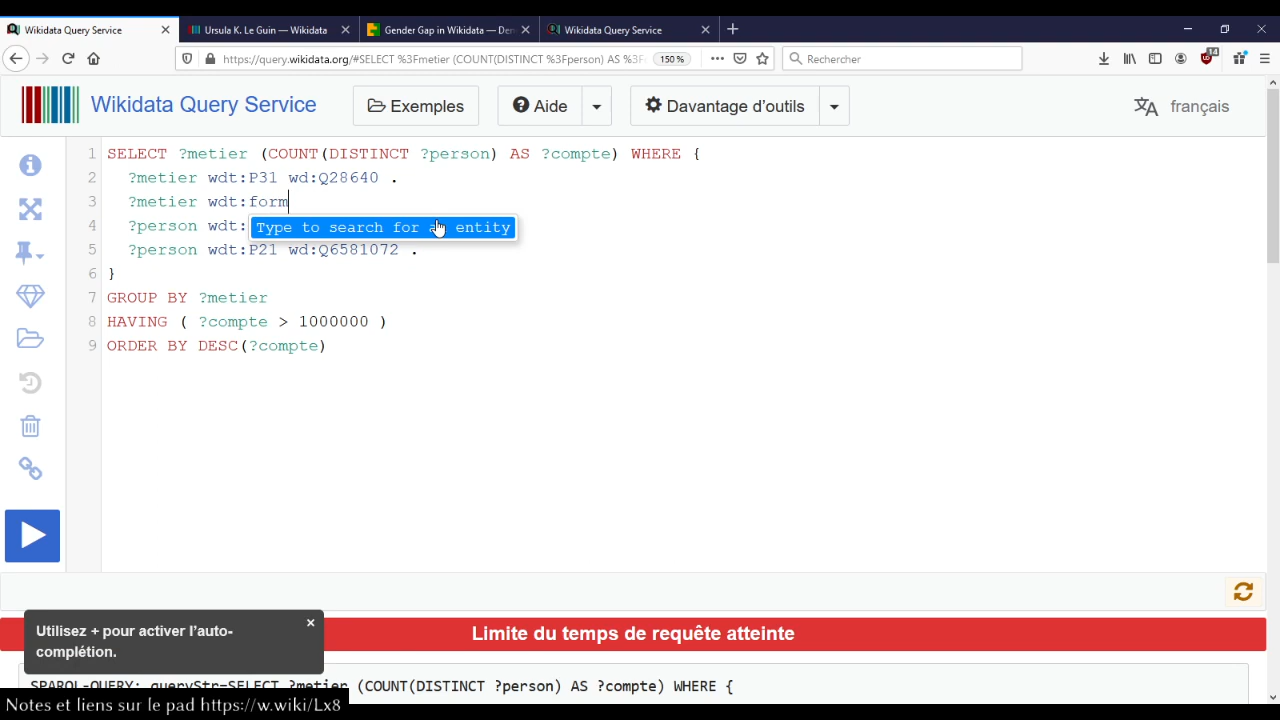 Wikidata Query Service
Ursula K. Le Guin — Wikidata
Gender Gap in Wikidata — Den
Wikidata Query Service
https://query.wikidata.org/#SELECT %3Fmetier (COUNT(DISTINCT %3Fperson) AS %3F
150 %
Rechercher
14
Wikidata Query Service
Exemples
Aide
Davantage d'outils
français
1 SELECT ?metier (COUNT(DISTINCT ?person) AS ?compte) WHERE {
2 ?metier wdt:P31 wd:Q28640 .
3 ?metier wdt:form
4 ?person wdt:
Type to search for an entity
5 ?person wdt:P21 wd:Q6581072 .
6 }
7 GROUP BY ?metier
8 HAVING ( ?compte > 1000000 )
9 ORDER BY DESC(?compte)
Utilisez + pour activer l'auto-
complétion.
Limite du temps de requête atteinte
SPARQL-QUERY: queryStr=SELECT ?metier (COUNT(DISTINCT ?person) AS ?compte) WHERE {
Notes et liens sur le pad https://w.wiki/Lx8